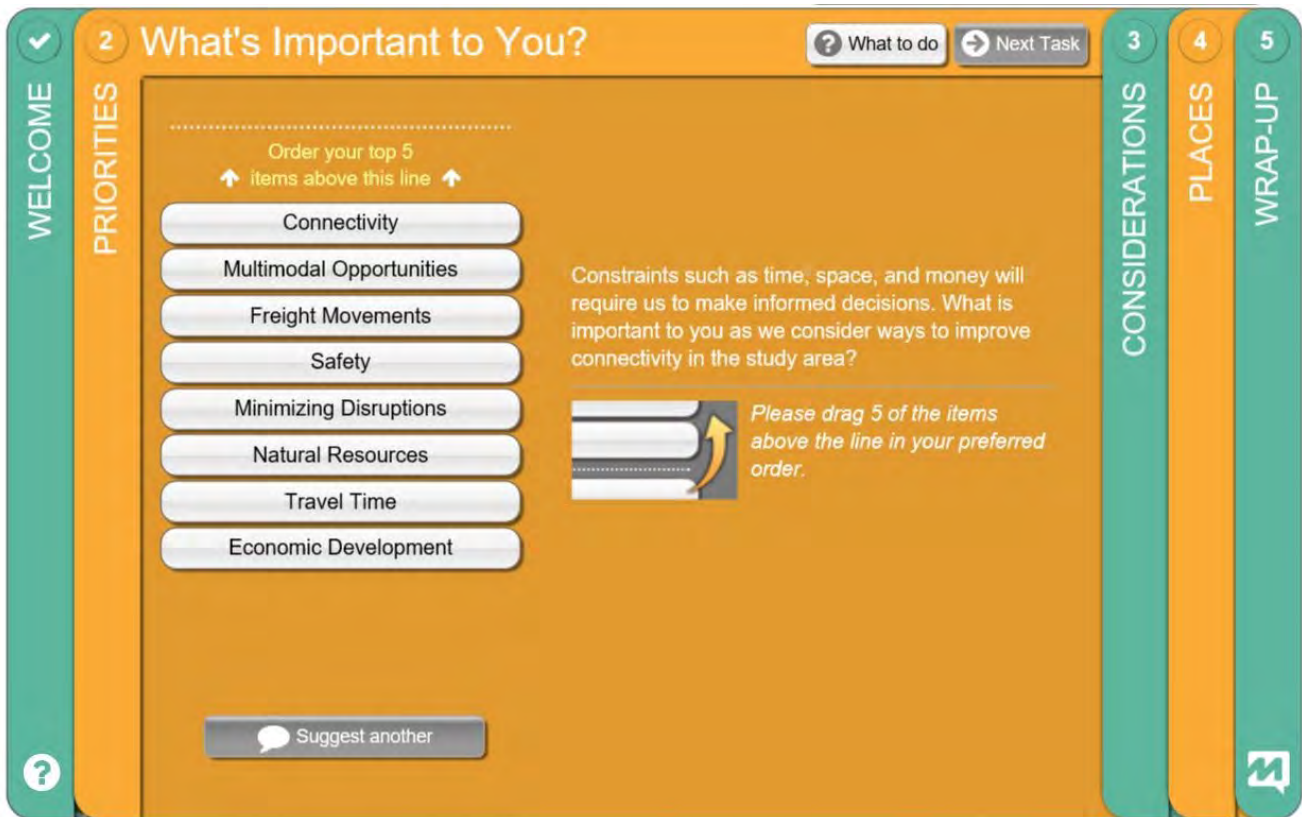 WELCOME
2
PRIORITIES
What's Important to You?
? What to do
Next Task
Order your top 5
items above this line
Connectivity
Multimodal Opportunities
Freight Movements
Safety
Minimizing Disruptions
Natural Resources
Travel Time
Economic Development
Suggest another
Constraints such as time, space, and money will
require us to make informed decisions. What is
important to you as we consider ways to improve
connectivity in the study area?
Please drag 5 of the items
above the line in your preferred
order.
3
CONSIDERATIONS
4
PLACES
5
WRAP-UP
?